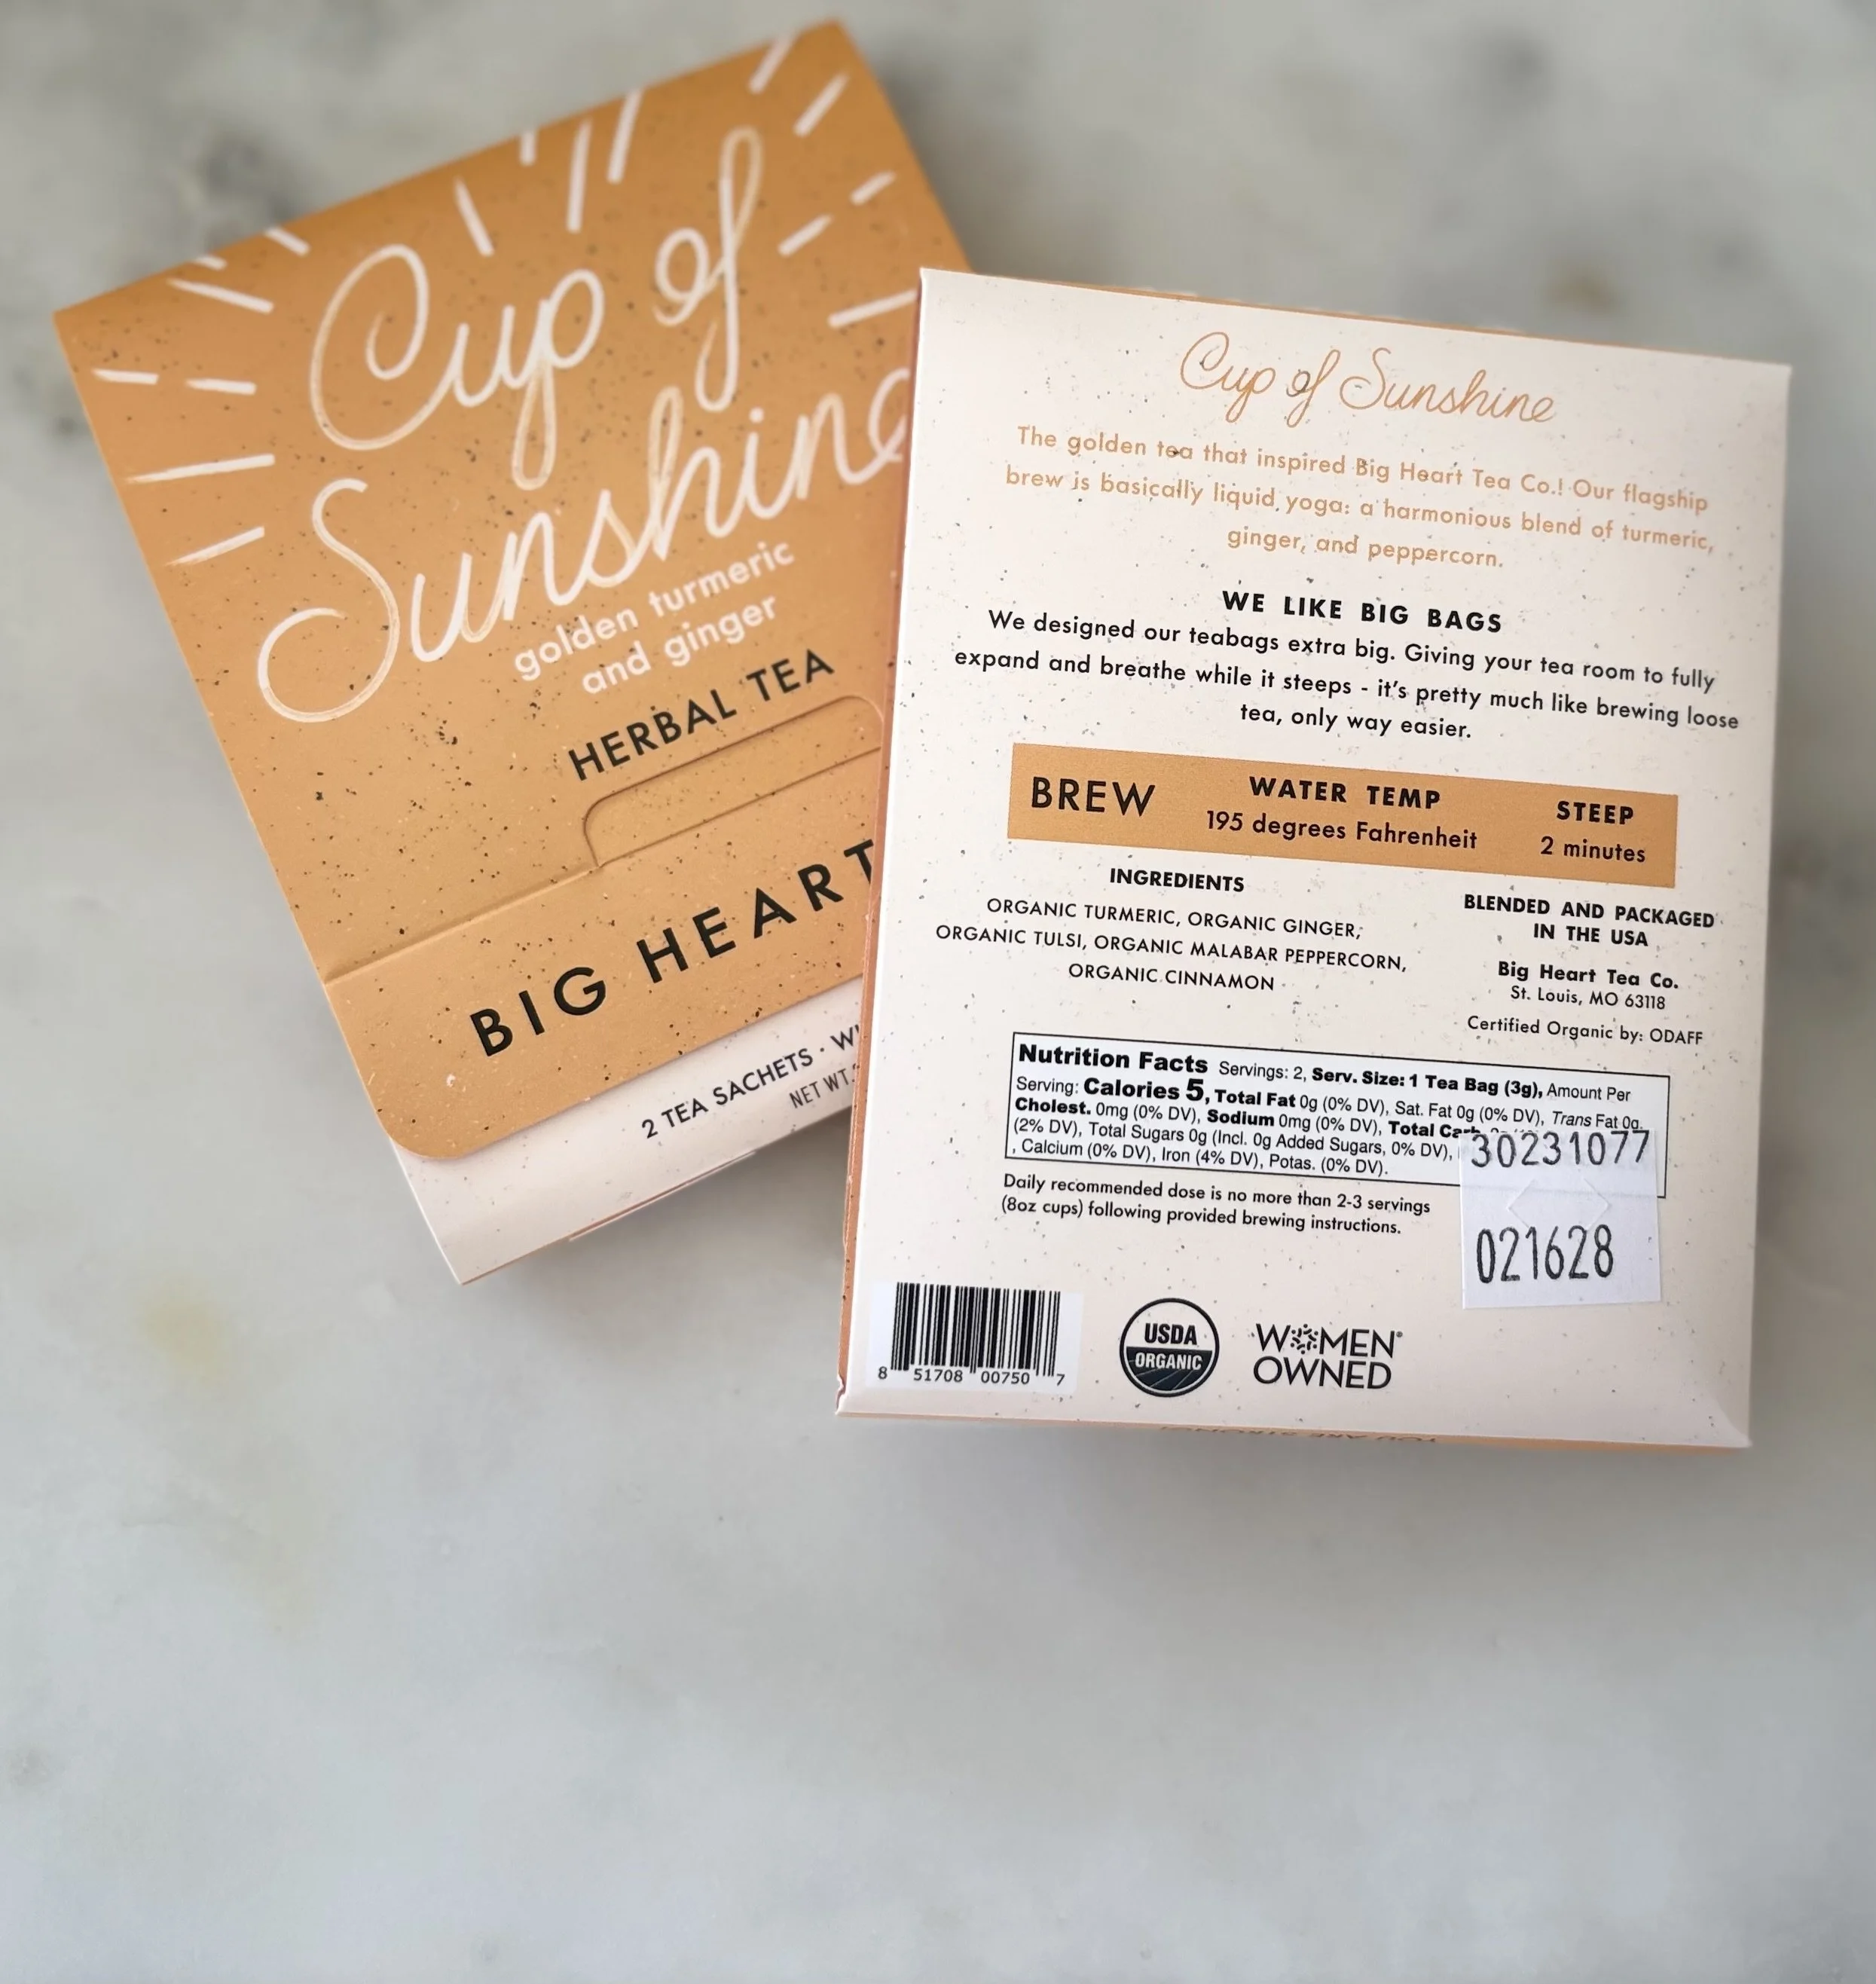 Cup of
Sunshine
golden turmeric
and ginger
HERBAL TEA
BIG HEART
2 TEA SACHETS ·
NET WT.
Cup of Sunshine
The golden tea that inspired Big Heart Tea Co.! Our flagship
brew is basically liquid yoga: a harmonious blend of turmeric,
ginger, and peppercorn.
WE LIKE BIG BAGS
We designed our teabags extra big. Giving your tea room to fully
expand and breathe while it steeps - it's pretty much like brewing loose
tea, only way easier.
BREW
WATER TEMP
195 degrees Fahrenheit
STEEP
2 minutes
INGREDIENTS
ORGANIC TURMERIC, ORGANIC GINGER,
ORGANIC TULSI, ORGANIC MALABAR PEPPERCORN,
ORGANIC CINNAMON
BLENDED AND PACKAGED
IN THE USA
Big Heart Tea Co.
St. Louis, MO 63118
Certified Organic by: ODAFF
Nutrition Facts Servings: 2, Serv. Size: 1 Tea Bag (3g), Amount Per
Serving: Calories 5, Total Fat 0g (0% DV), Sat. Fat 0g (0% DV), Trans Fat 0g,
Cholest. 0mg (0% DV), Sodium 0mg (0% DV), Total Carb.
(2% DV), Total Sugars 0g (Incl. 0g Added Sugars, 0% DV),
, Calcium (0% DV), Iron (4% DV), Potas. (0% DV).
30231077
021628
Daily recommended dose is no more than 2-3 servings
(8oz cups) following provided brewing instructions.
8 51708 00750 7
USDA
ORGANIC
WOMEN
OWNED